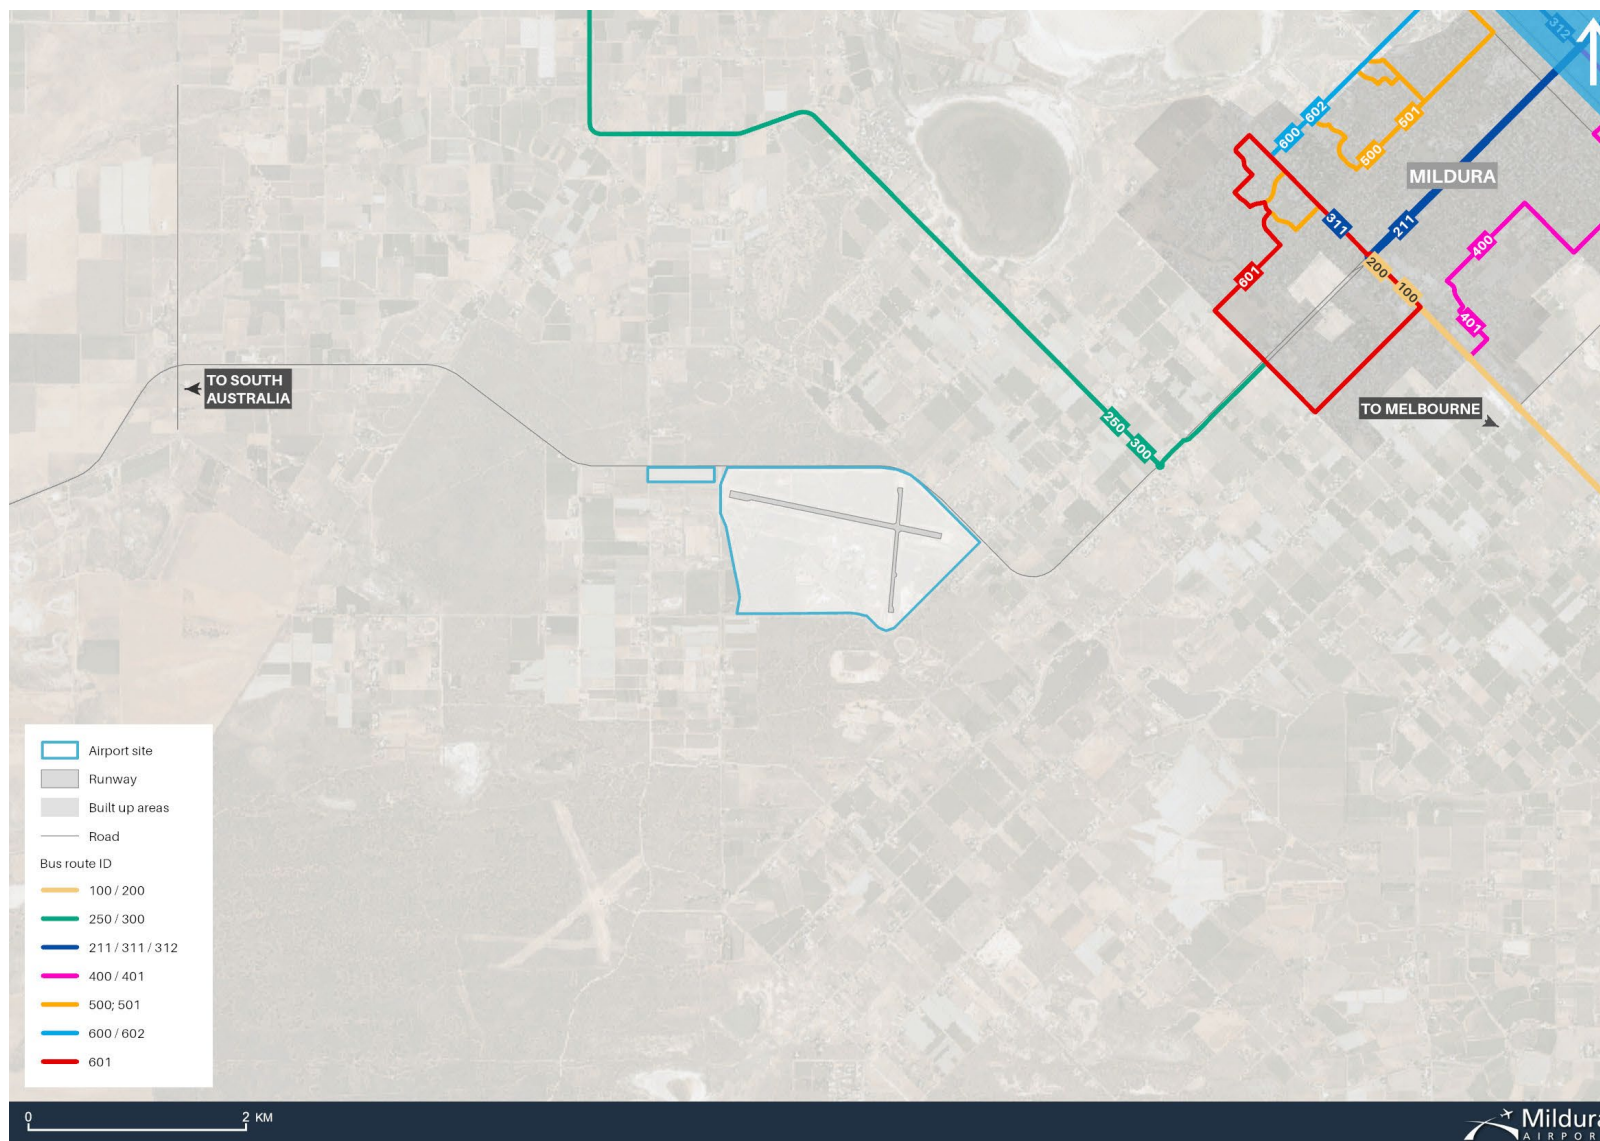 312
602
600
501
500
MILDURA
311
211
400
200
601
100
401
TO SOUTH
AUSTRALIA
TO MELBOURNE
250
300
Airport site
Runway
Built up areas
Road
Bus route ID
100 / 200
250 / 300
211 / 311 / 312
400 / 401
500; 501
600 / 602
601
0 2 KM
Mildura
AIRPOR